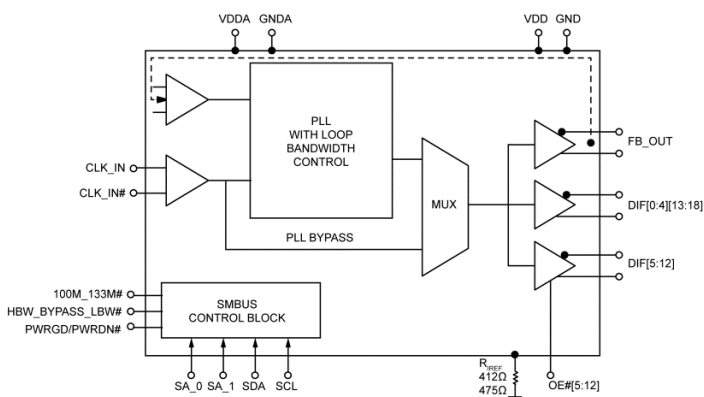 VDDA GNDA VDD GND
PLL
WITH LOOP
BANDWIDTH
CONTROL
FB_OUT
CLK_IN
CLK_IN#
MUX
DIF[0:4][13:18]
PLL BYPASS
DIF[5:12]
100M_133M#
HBW_BYPASS_LBW#
PWRGD/PWRDN#
SMBUS
CONTROL BLOCK
SA_0 SA_1 SDA SCL
RIREF
412Ω
475Ω
OE#[5:12]